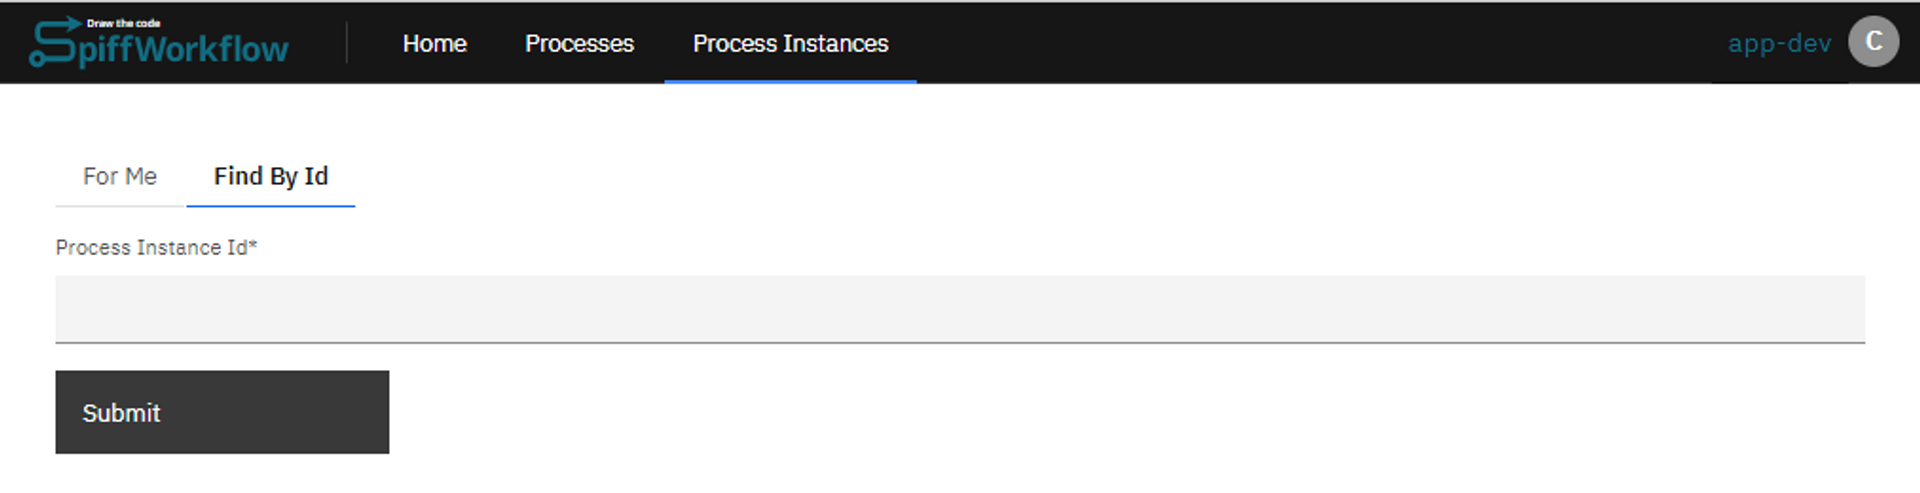 Draw the code
SpiffWorkflow
Home Processes Process Instances app-dev C
For Me Find By Id
Process Instance Id*
Submit